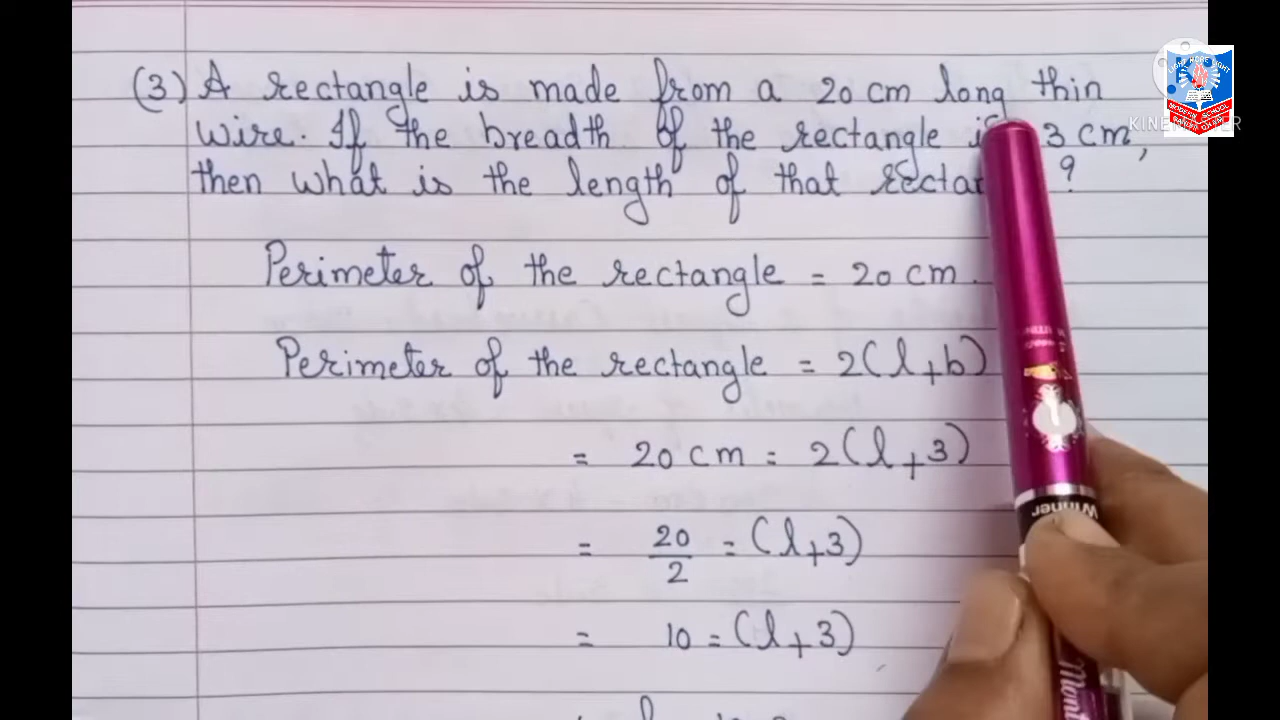 (3) A rectangle is made from a 20 cm long thin
wire. If the breadth of the rectangle is 3 cm,
then what is the length of that ?
Perimeter of the rectangle = 20 cm.
Perimeter of the rectangle = 2(l+b)
= 20 cm = 2(l+3)
= 20/2 = (l+3)
= 10 = (l+3)
Winner